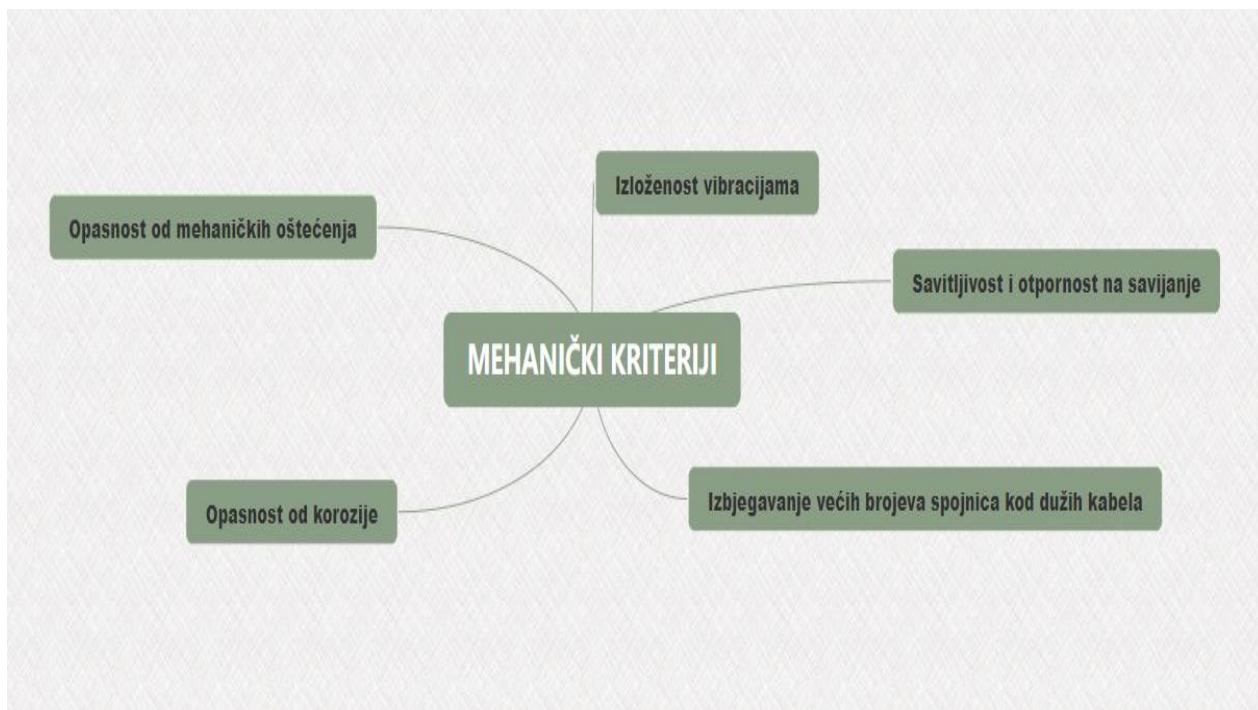 Izloženost vibracijama
Opasnost od mehaničkih oštećenja
Savitljivost i otpornost na savijanje
MEHANIČKI KRITERIJI
Opasnost od korozije
Izbjegavanje većih brojeva spojnica kod dužih kabela